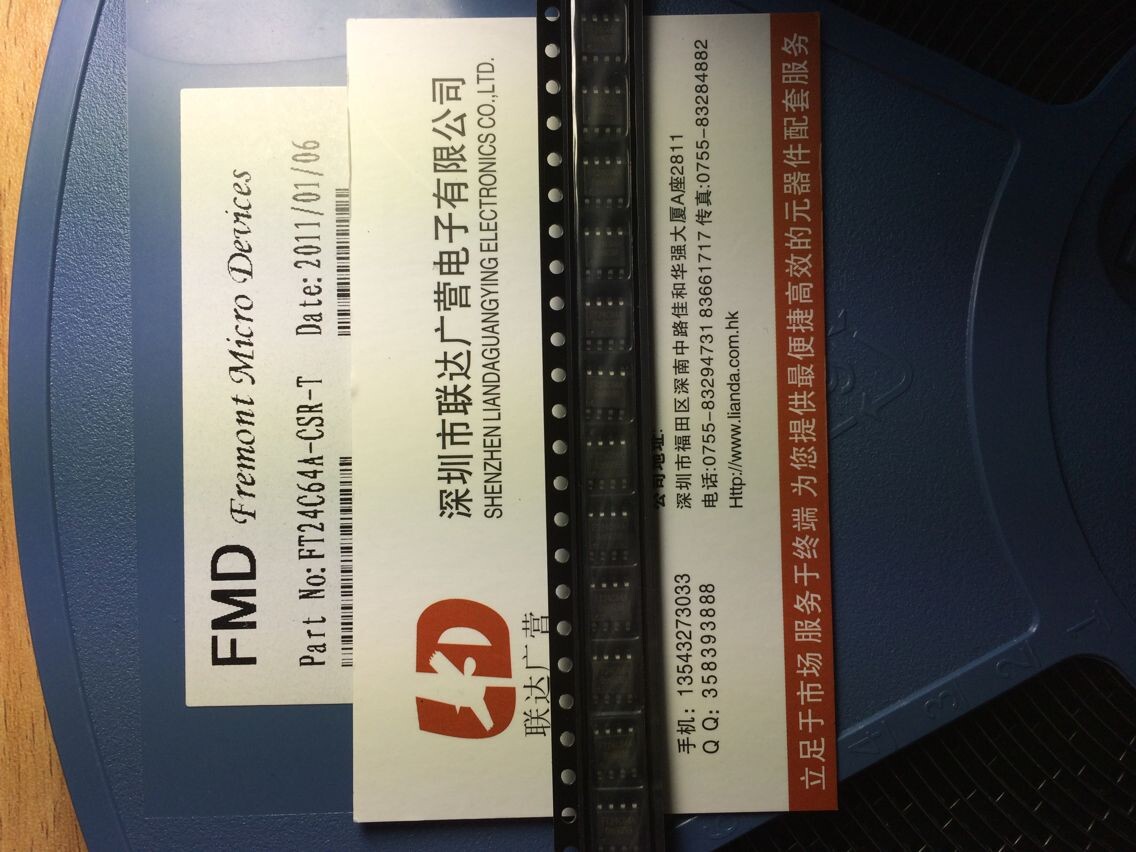 FMD Fremont Micro Devices
Part No:FT24C64A-CSR-T Date:2011/01/06
深圳市联达广营电子有限公司
SHENZHEN LIANDAGUANGYING ELECTRONICS CO.,LTD.
联达广营
公司地址:
深圳市福田区深南中路佳和华强大厦A座2811
电话:0755-83294731 83661717 传真:0755-83284882
Http://www.lianda.com.hk
手机: 13543273033
Q Q: 3583938​88
立足于市场 服务于终端 为您提供最便捷高效的元器件配套服务